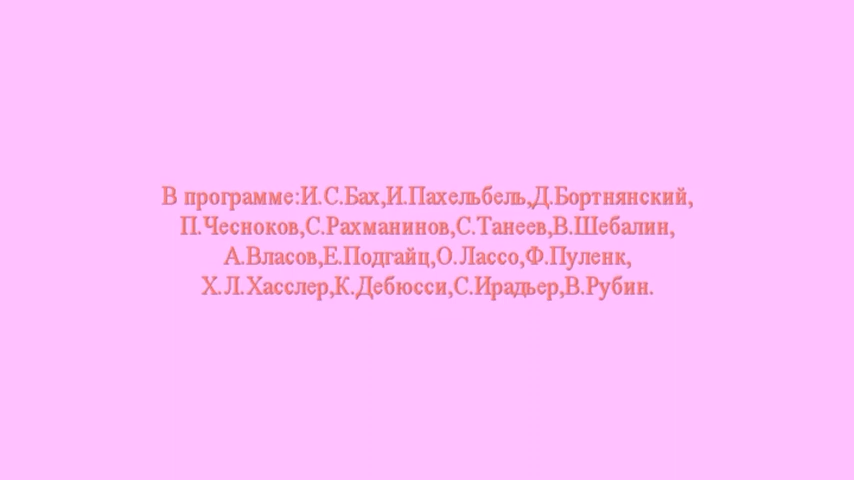 В программе:И.С.Бах,И.Пахельбель,Д.Бортнянский,
П.Чесноков,С.Рахманинов,С.Танеев,В.Шебалин,
А.Власов,Е.Подгайц,О.Лассо,Ф.Пуленк,
Х.Л.Хасслер,К.Дебюсси,С.Ирадьер,В.Рубин.